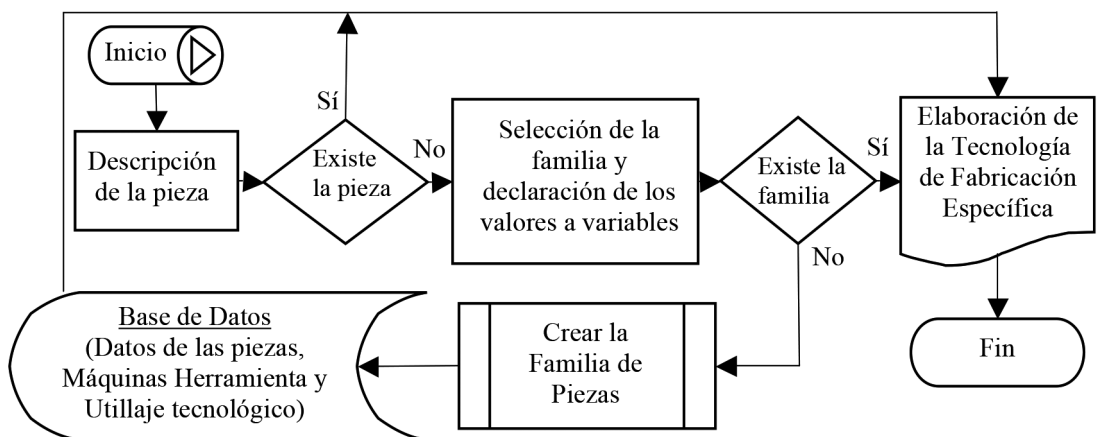 Inicio
Descripción
de la pieza
Sí
Existe
la pieza
No
Selección de la
familia y
declaración de los
valores a variables
Existe la
familia
Sí
No
Elaboración de
la Tecnología
de Fabricación
Específica
Fin
Crear la
Familia de
Piezas
Base de Datos
(Datos de las piezas,
Máquinas Herramienta y
Utillaje tecnológico)